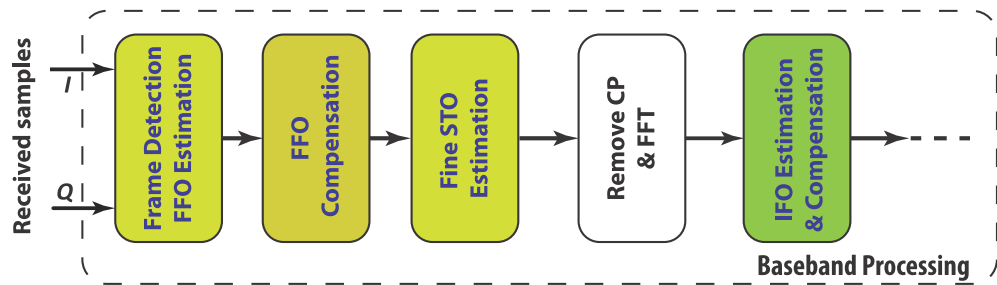 Received samples
I
Q
Frame Detection
FFO Estimation
FFO
Compensation
Fine STO
Estimation
Remove CP
& FFT
IFO Estimation
& Compensation
Baseband Processing